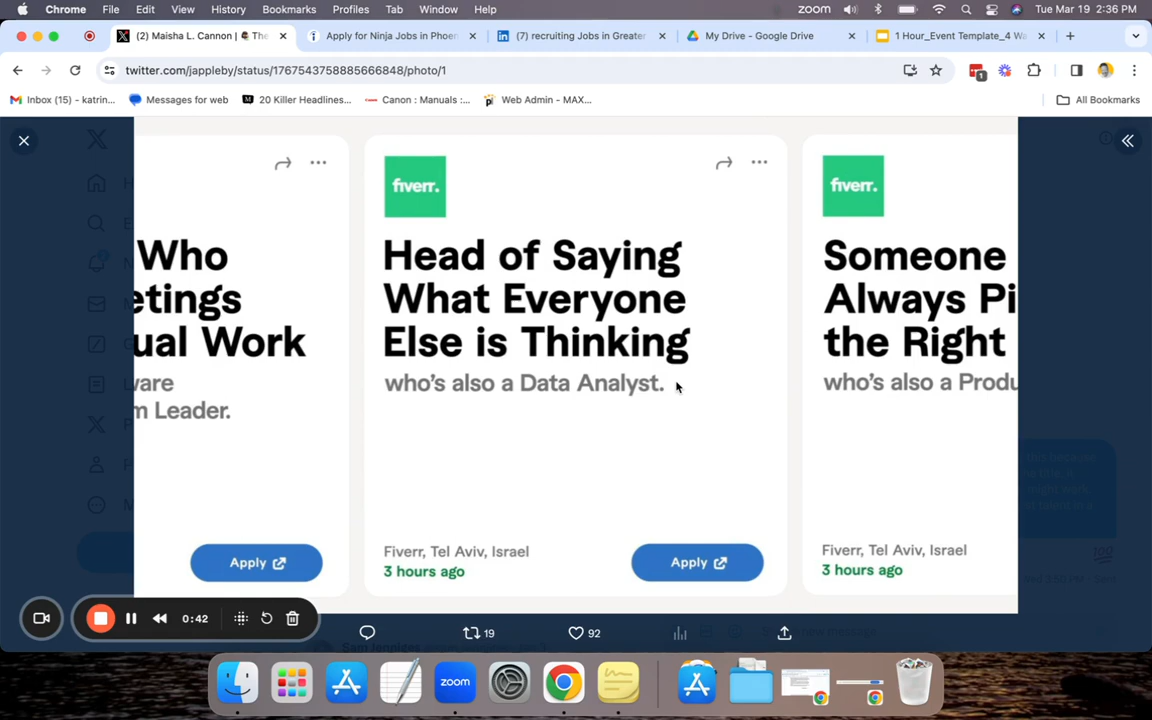 Chrome File Edit View History Bookmarks Profiles Tab Window Help zoom Tue Mar 19 2:36 PM
(2) Maisha L. Cannon | The
Apply for Ninja Jobs in Phoen
(7) recruiting Jobs in Greater
My Drive - Google Drive
1 Hour_Event Template_4 Wa
twitter.com/jappleby/status/1767543758885666848/photo/1
1
Inbox (15) – katrin...
Messages for web
20 Killer Headlines...
Canon : Manuals :...
Web Admin - MAX...
All Bookmarks
Who
etings
ual Work
ware
m Leader.
Apply
fiverr.
Head of Saying
What Everyone
Else is Thinking
who's also a Data Analyst.
Fiverr, Tel Aviv, Israel
3 hours ago
Apply
fiverr.
Someone
Always Pi
the Right
who's also a Produ
Fiverr, Tel Aviv, Israel
3 hours ago
0:42
19
92
zoom